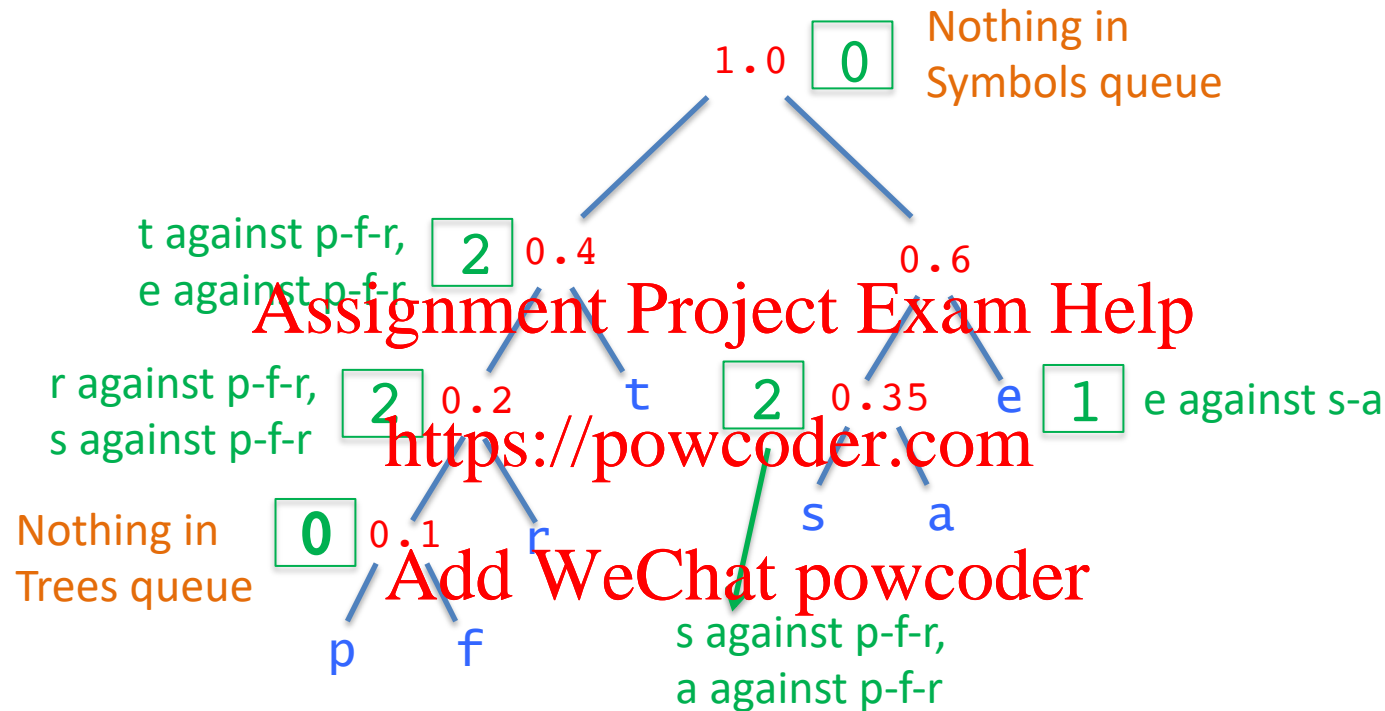 Nothing in
Symbols queue
1.0 0
t against p-f-r,
e against p-f-r
2 0.4
0.6
Assignment Project Exam Help
r against p-f-r,
s against p-f-r
2 0.2
t
2 0.35
e 1 e against s-a
https://powcoder.com
s a
Nothing in
Trees queue
0 0.1
r
Add WeChat powcoder
p f
s against p-f-r,
a against p-f-r